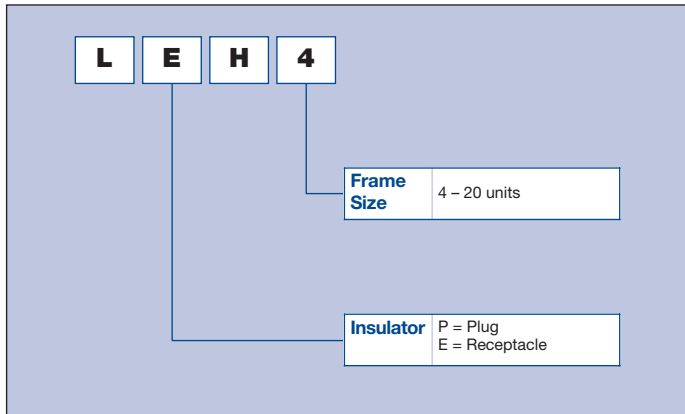 L E H 4
Frame Size
4 – 20 units
Insulator
P = Plug
E = Receptacle